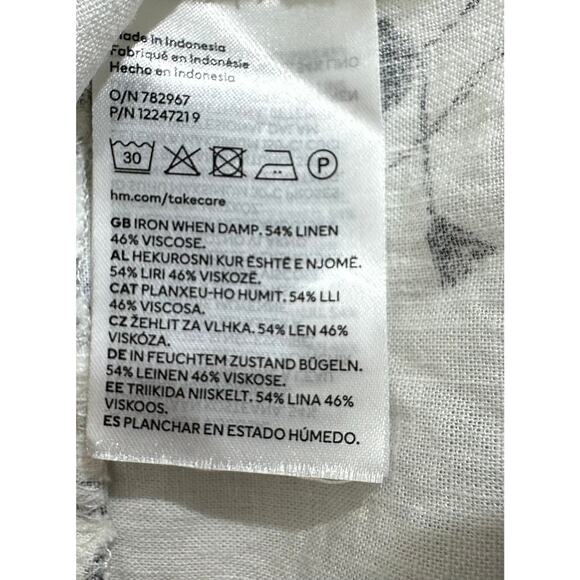 Made in Indonesia
Fabriqué en Indonésie
Hecho en Indonesia
O/N 782967
P/N 12247219
30 P
hm.com/takecare
GB IRON WHEN DAMP. 54% LINEN
46% VISCOSE.
AL HEKUROSNI KUR ËSHTË E NJOMË.
54% LIRI 46% VISKOZË.
CAT PLANXEU-HO HUMIT. 54% LLI
46% VISCOSA.
CZ ŽEHLIT ZA VLHKA. 54% LEN 46%
VISKÓZA.
DE IN FEUCHTEM ZUSTAND BÜGELN.
54% LEINEN 46% VISKOSE.
EE TRIIKIDA NIISKELT. 54% LINA 46%
VISKOOS.
ES PLANCHAR EN ESTADO HÚMEDO.